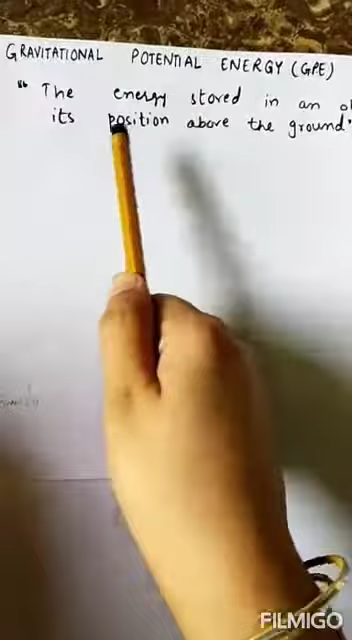 GRAVITATIONAL POTENTIAL ENERGY (GPE)
“ The energy stored in an
its position above the ground"
FILMIGO